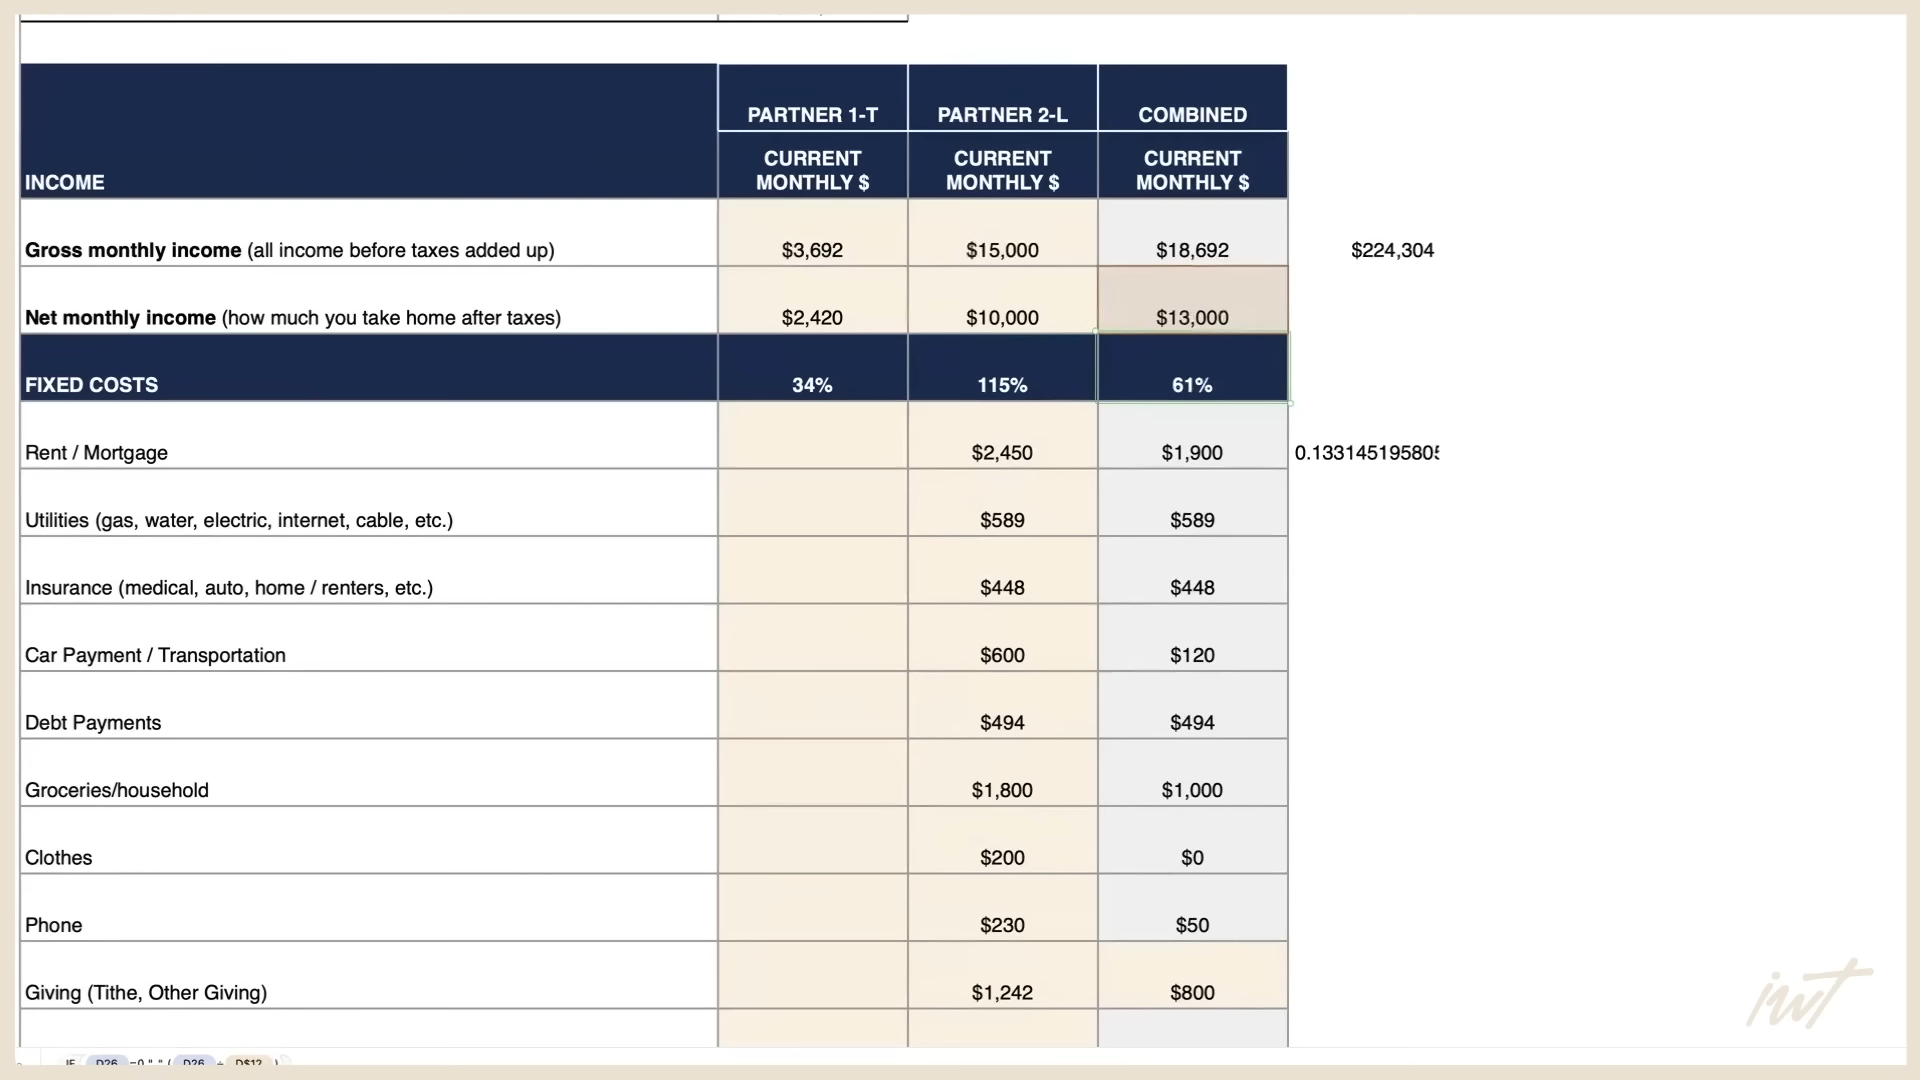 PARTNER 1-T PARTNER 2-L COMBINED
INCOME CURRENT MONTHLY $ CURRENT MONTHLY $ CURRENT MONTHLY $
Gross monthly income (all income before taxes added up) $3,692 $15,000 $18,692 $224,304
Net monthly income (how much you take home after taxes) $2,420 $10,000 $13,000
FIXED COSTS 34% 115% 61%
Rent / Mortgage $2,450 $1,900 0.13314519580
Utilities (gas, water, electric, internet, cable, etc.) $589 $589
Insurance (medical, auto, home / renters, etc.) $448 $448
Car Payment / Transportation $600 $120
Debt Payments $494 $494
Groceries/household $1,800 $1,000
Clothes $200 $0
Phone $230 $50
Giving (Tithe, Other Giving) $1,242 $800
iwt